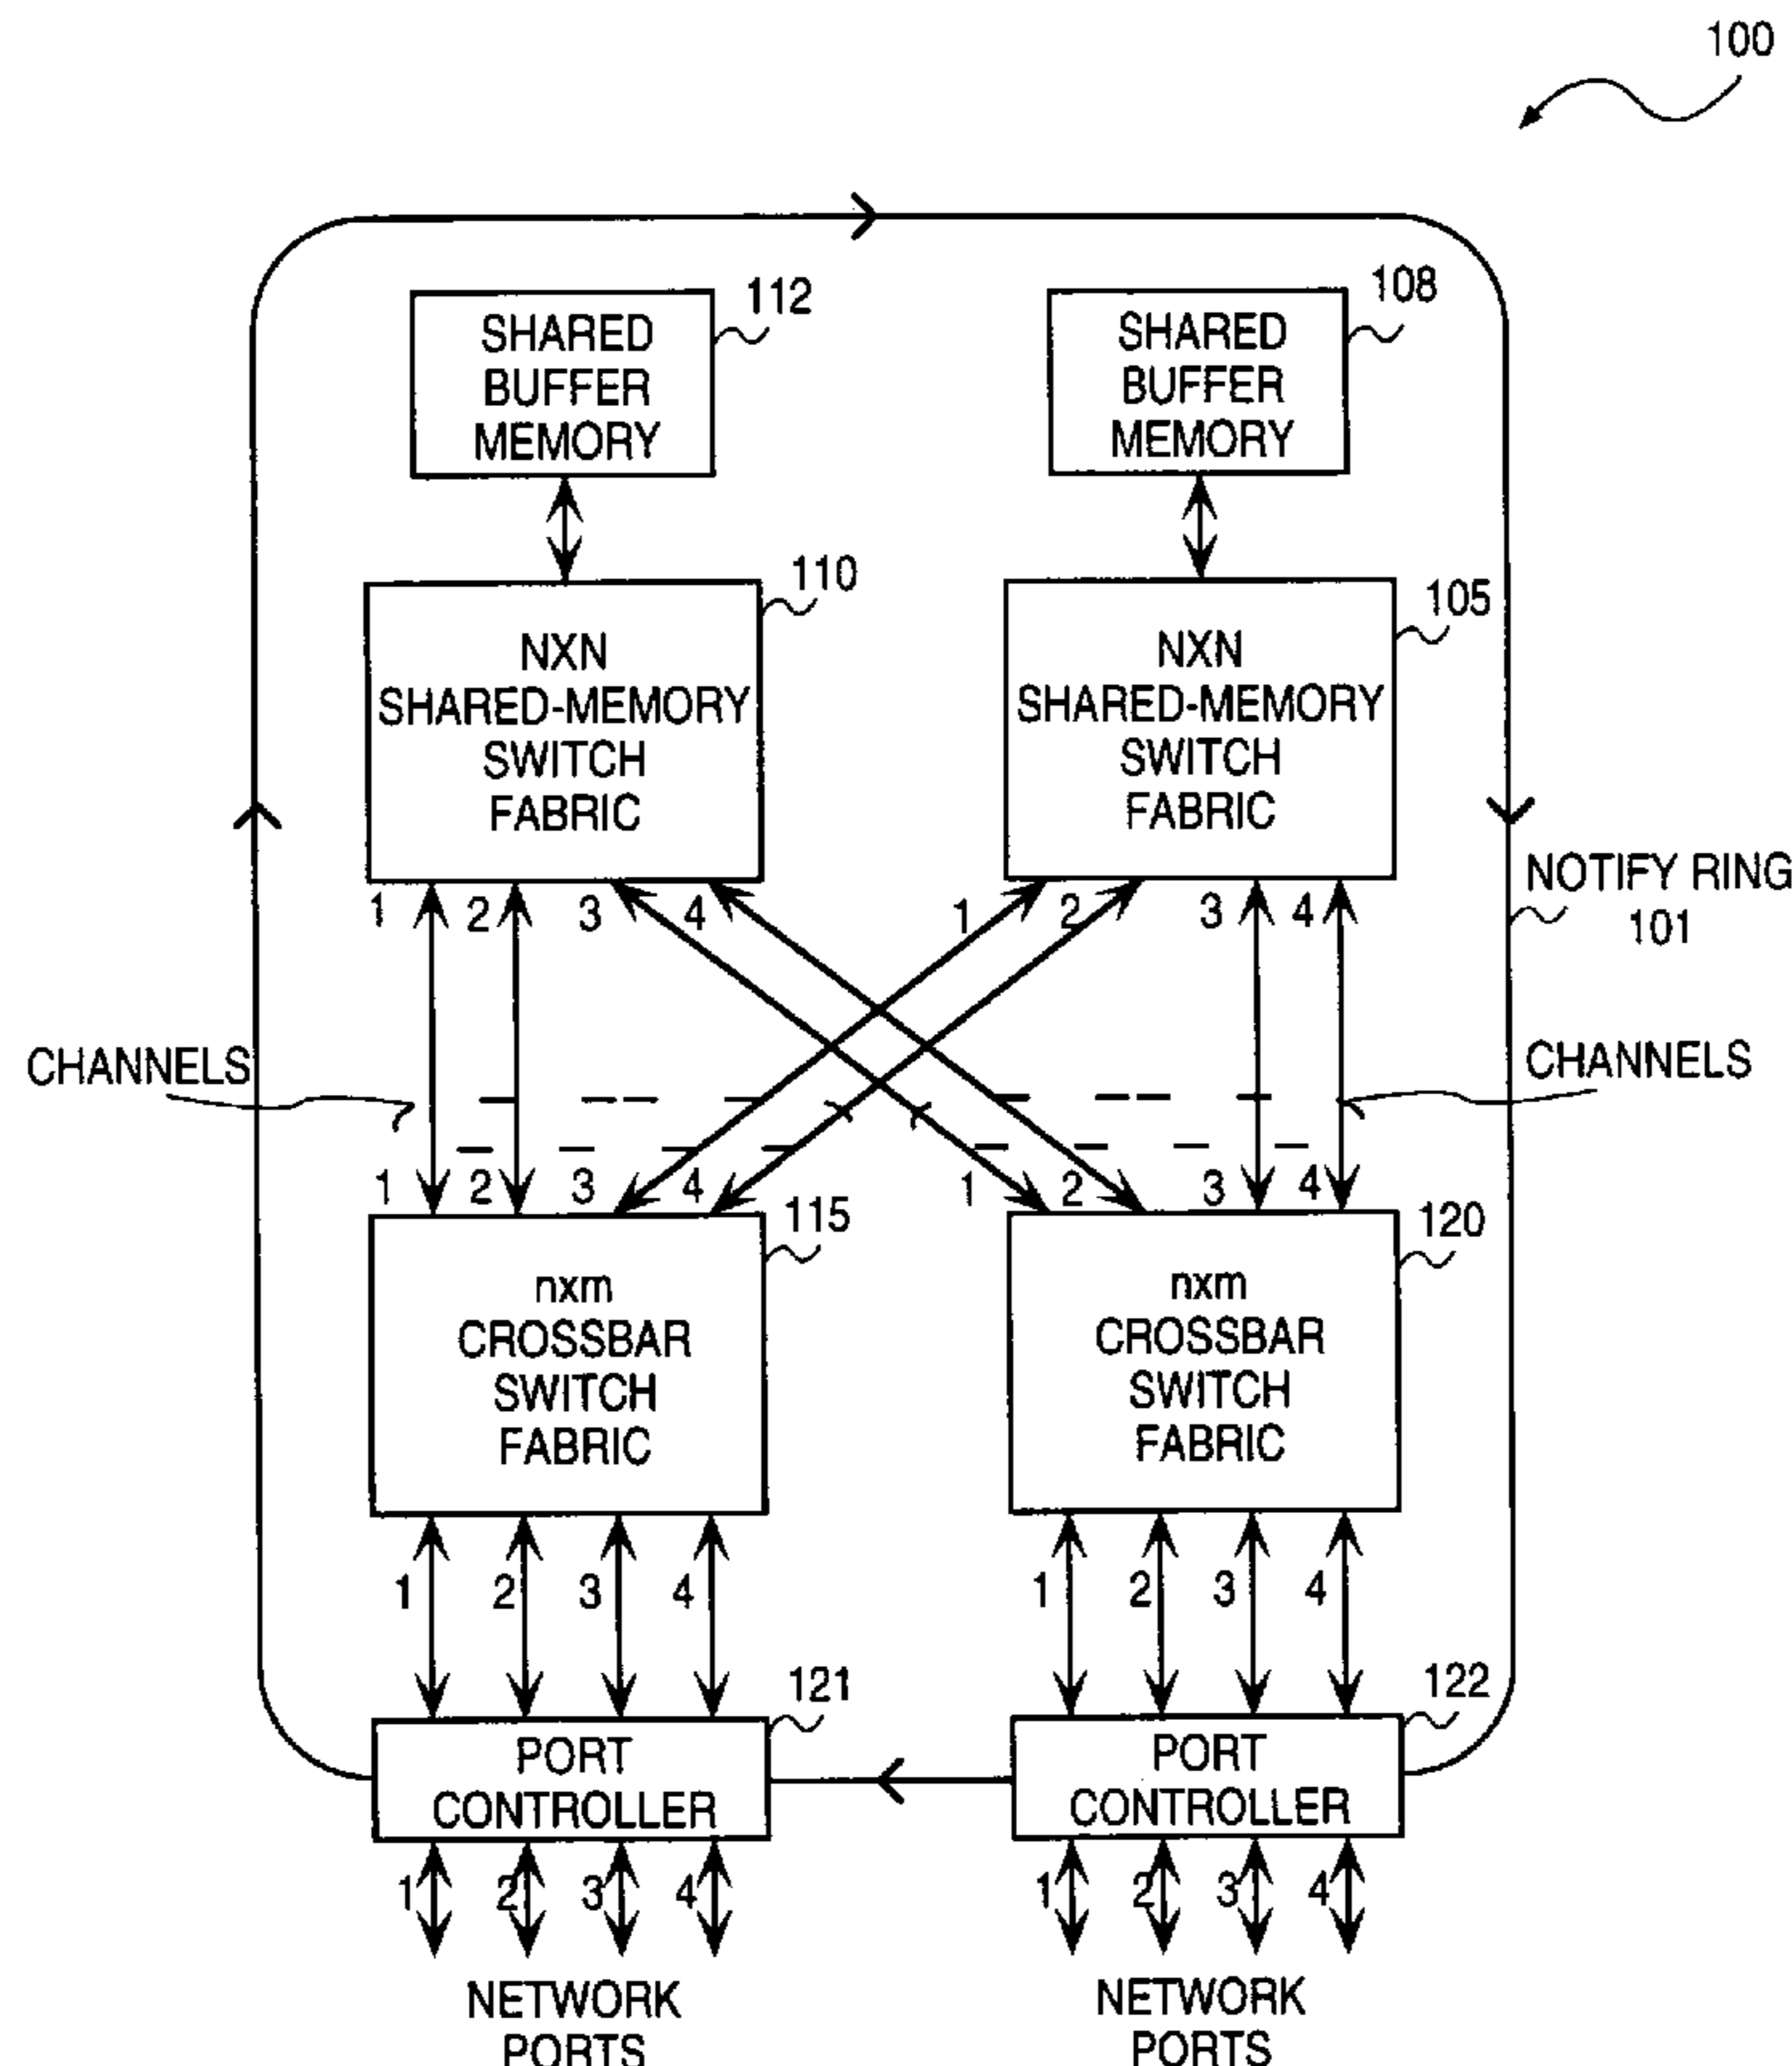 100
112
108
SHARED
BUFFER
MEMORY
SHARED
BUFFER
MEMORY
110
105
NXN
SHARED-MEMORY
SWITCH
FABRIC
NXN
SHARED-MEMORY
SWITCH
FABRIC
NOTIFY RING
101
1 2 3 4
1 2 3 4
CHANNELS
CHANNELS
1 2 3 4
1 2 3 4
115
120
nxm
CROSSBAR
SWITCH
FABRIC
nxm
CROSSBAR
SWITCH
FABRIC
1 2 3 4
1 2 3 4
121
122
PORT
CONTROLLER
PORT
CONTROLLER
1 2 3 4
1 2 3 4
NETWORK
PORTS
NETWORK
PORTS